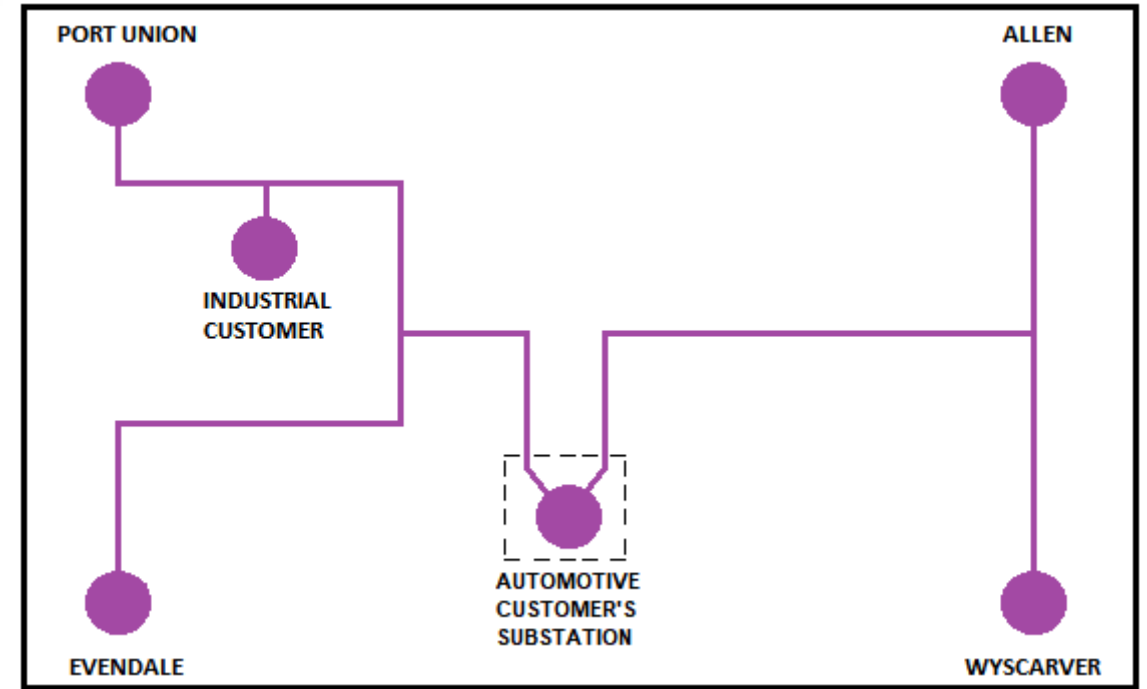 PORT UNION
ALLEN
INDUSTRIAL
CUSTOMER
AUTOMOTIVE
CUSTOMER'S
SUBSTATION
EVENDALE
WYSCARVER